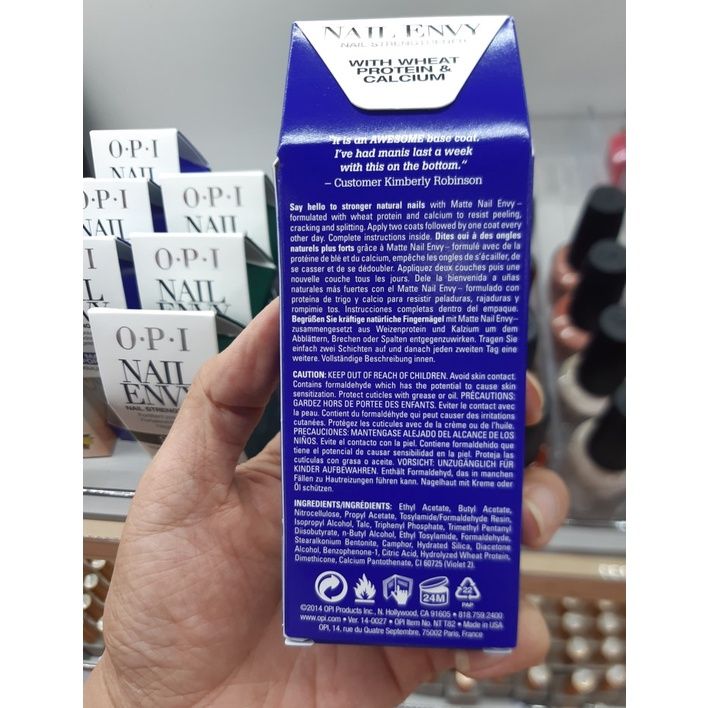 NAIL ENVY
NAIL STRENGTHENER
WITH WHEAT
PROTEIN &
CALCIUM
"It is an AWESOME base coat.
I've had manis last a week
with this on the bottom."
– Customer Kimberly Robinson
Say hello to stronger natural nails with Matte Nail Envy–
formulated with wheat protein and calcium to resist peeling,
cracking and splitting. Apply two coats followed by one coat every
other day. Complete instructions inside. Dites oui à des ongles
naturels plus forts grâce à Matte Nail Envy– formulé avec de la
protéine de blé et du calcium, empêche les ongles de s'écailler, de
se casser et de se dédoubler. Appliquez deux couches puis une
nouvelle couche tous les jours. Dele la bienvenida a uñas
naturales más fuertes con el Matte Nail Envy– formulado con
proteina de trigo y calcio para resistir peladuras, rajaduras y
rompimie tos. Instrucciones completas dentro del empaque.
Begrüßen Sie kräftige natürliche Fingernägel mit Matte Nail Envy–
zusammengesetzt aus Weizenprotein und Kalzium um dem
Abblättern, Brechen oder Spalten entgegenzuwirken. Tragen Sie
einfach zwei Schichten auf und danach jeden zweiten Tag eine
weitere. Vollständige Beschreibung innen.
CAUTION: KEEP OUT OF REACH OF CHILDREN. Avoid skin contact.
Contains formaldehyde which has the potential to cause skin
sensitization. Protect cuticles with grease or oil. PRÉCAUTIONS:
GARDEZ HORS DE PORTEE DES ENFANTS. Eviter le contact avec
la peau. Contient du formaldéhyde qui peut causer des irritations
cutanées. Protégez les cuticules avec de la crème ou de l'huile.
PRECAUCIONES: MANTENGASE ALEJADO DEL ALCANCE DE LOS
NIÑOS. Evite el contacto con la piel. Contiene formaldehido que
tiene el potencial de causar sensibilidad en la piel. Proteja las
cutículas con grasa o aceite. VORSICHT: UNZUGÄNGLICH FÜR
KINDER AUFBEWAHREN. Enthält Formaldehyd, das in manchen
Fällen zu Hautreizungen führen kann. Nagelhaut mit Kreme oder
Öl schützen.
INGREDIENTS/INGRÉDIENTS: Ethyl Acetate, Butyl Acetate,
Nitrocellulose, Propyl Acetate, Tosylamide/Formaldehyde Resin,
Isopropyl Alcohol, Talc, Triphenyl Phosphate, Trimethyl Pentanyl
Diisobutyrate, n-Butyl Alcohol, Ethyl Tosylamide, Formaldehyde,
Stearalkonium Bentonite, Camphor, Hydrated Silica, Diacetone
Alcohol, Benzophenone-1, Citric Acid, Hydrolyzed Wheat Protein,
Dimethicone, Calcium Pantothenate, CI 60725 (Violet 2).
24M
22
PAP
©2014 OPI Products Inc., N. Hollywood, CA 91605 • 818.759.2400
www.opi.com • Ver. 14-0027 • OPI Item No. NT T82 • Made in USA
OPI, 14, rue du Quatre Septembre, 75002 Paris, France
O·P·I
NAIL
O·P·I
NAIL
O·P·I
NAIL
ENVY
O·P·I
NAIL
ENVY
NAIL